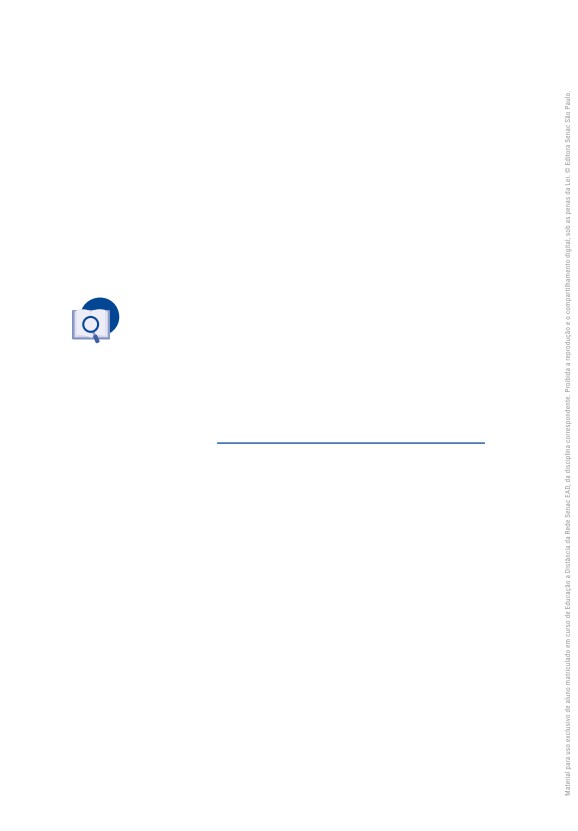 Material para uso exclusivo de aluno matriculado em curso de Educação a Distância da Rede Senac EAD, da disciplina correspondente. Proibida a reprodução e o compartilhamento digital, sob as penas da Lei. © Editora Senac São Paulo.